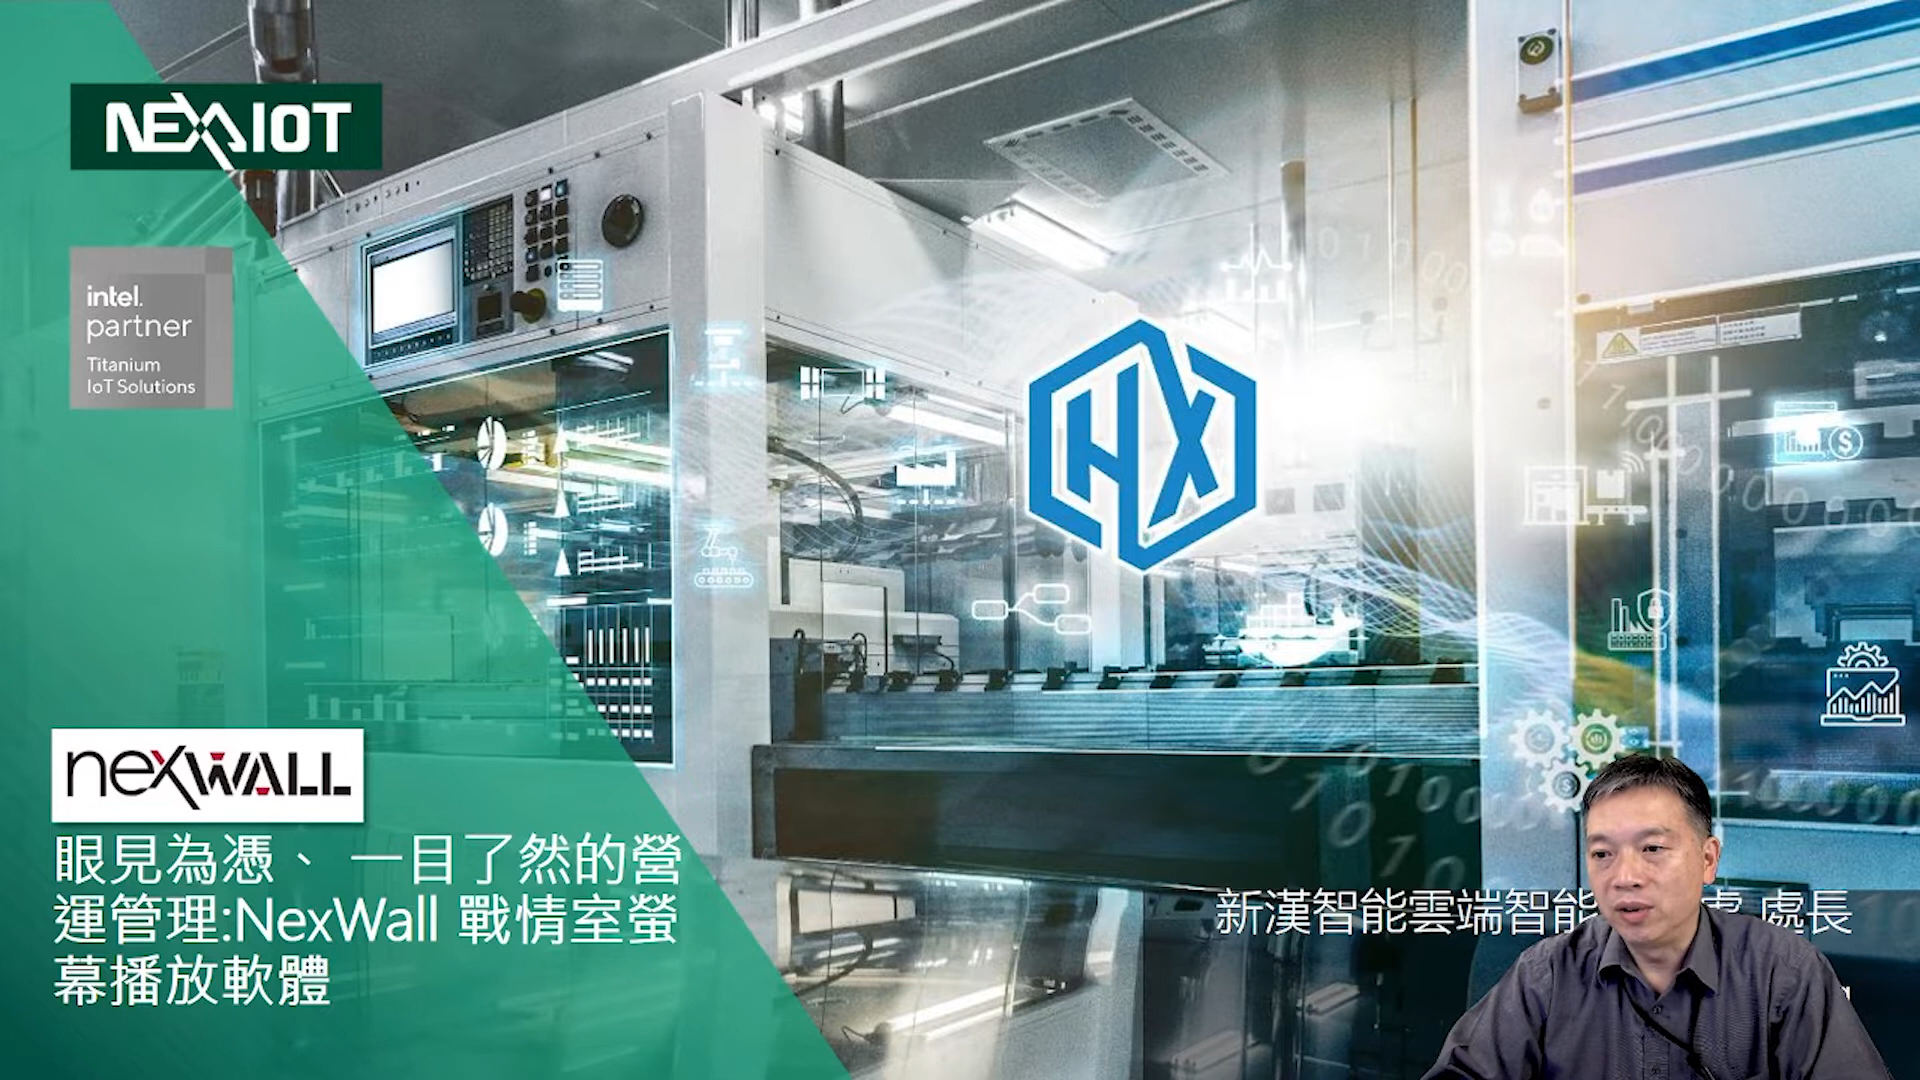 NEXAIOT
intel.
partner
Titanium
IoT Solutions
HX
nexWALL
眼見為憑、 一目了然的營
運管理:NexWall 戰情室螢
幕播放軟體
新漢智能雲端智能 處 處長